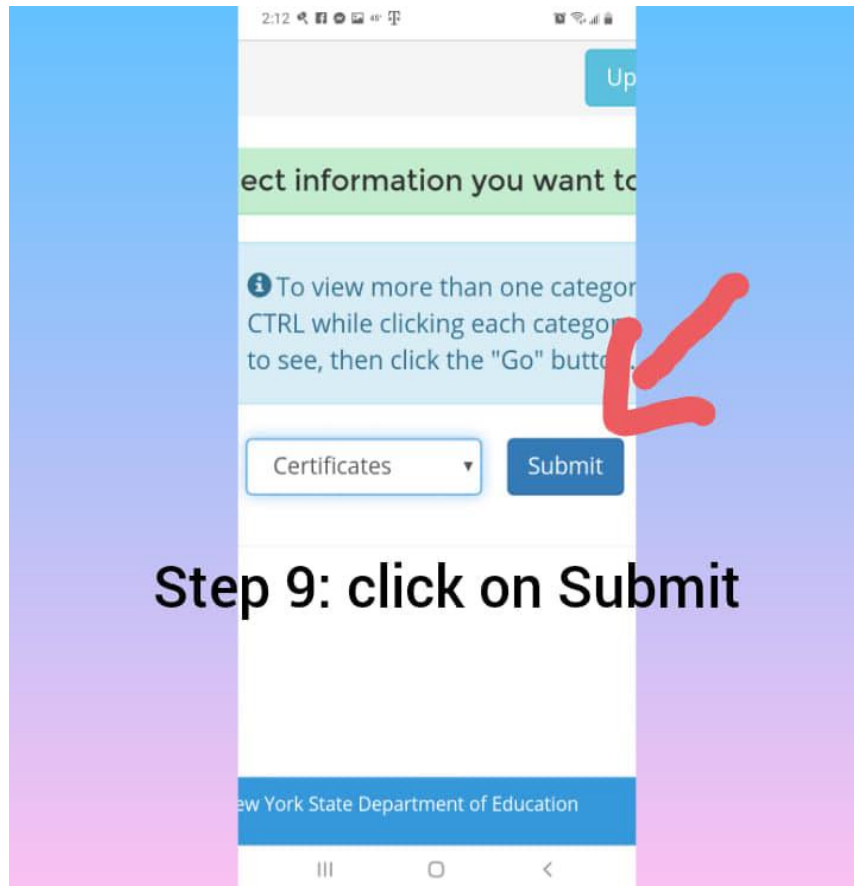 2:12 45°
Up
ect information you want to
To view more than one categor
CTRL while clicking each categor
to see, then click the "Go" button.
Certificates Submit
Step 9: click on Submit
ew York State Department of Education